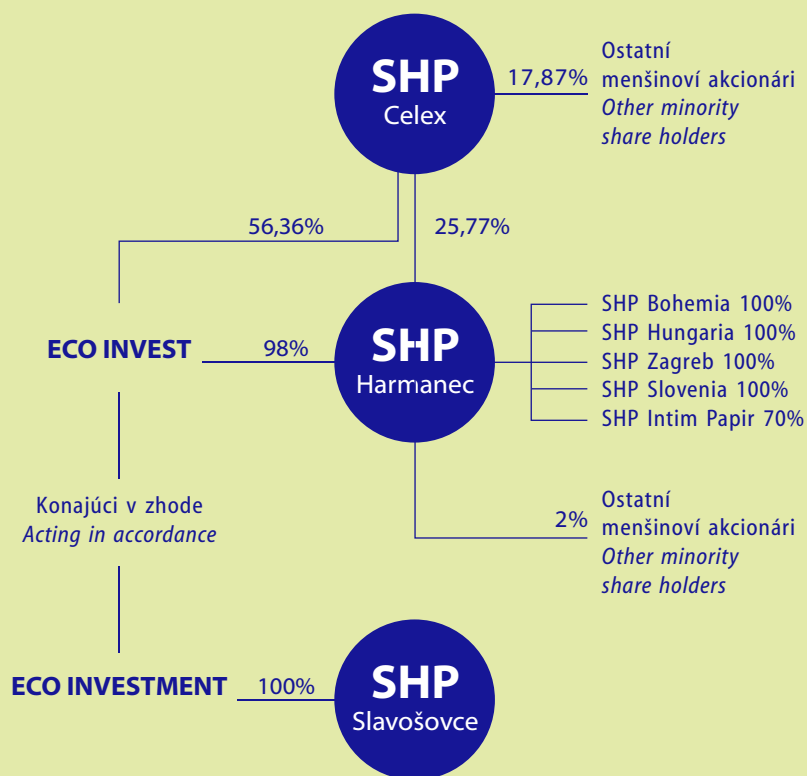 SHP
Celex
17,87%
Ostatní
menšinoví akcionári
Other minority
share holders
56,36%
25,77%
ECO INVEST
98%
SHP
Harmanec
SHP Bohemia 100%
SHP Hungaria 100%
SHP Zagreb 100%
SHP Slovenia 100%
SHP Intim Papir 70%
Konajúci v zhode
Acting in accordance
2%
Ostatní
menšinoví akcionári
Other minority
share holders
ECO INVESTMENT
100%
SHP
Slavošovce